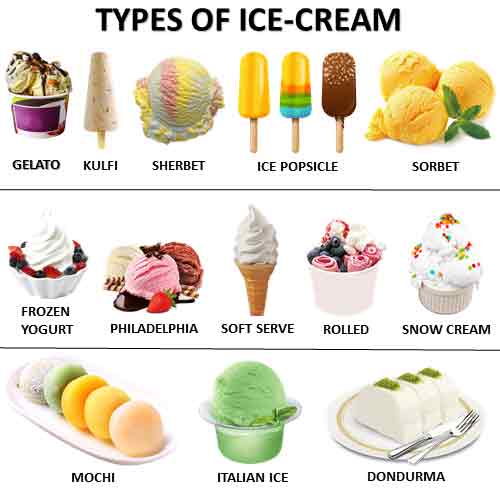 TYPES OF ICE-CREAM
GELATO
KULFI
SHERBET
ICE POPSICLE
SORBET
FROZEN
YOGURT
PHILADELPHIA
SOFT SERVE
ROLLED
SNOW CREAM
MOCHI
ITALIAN ICE
DONDURMA